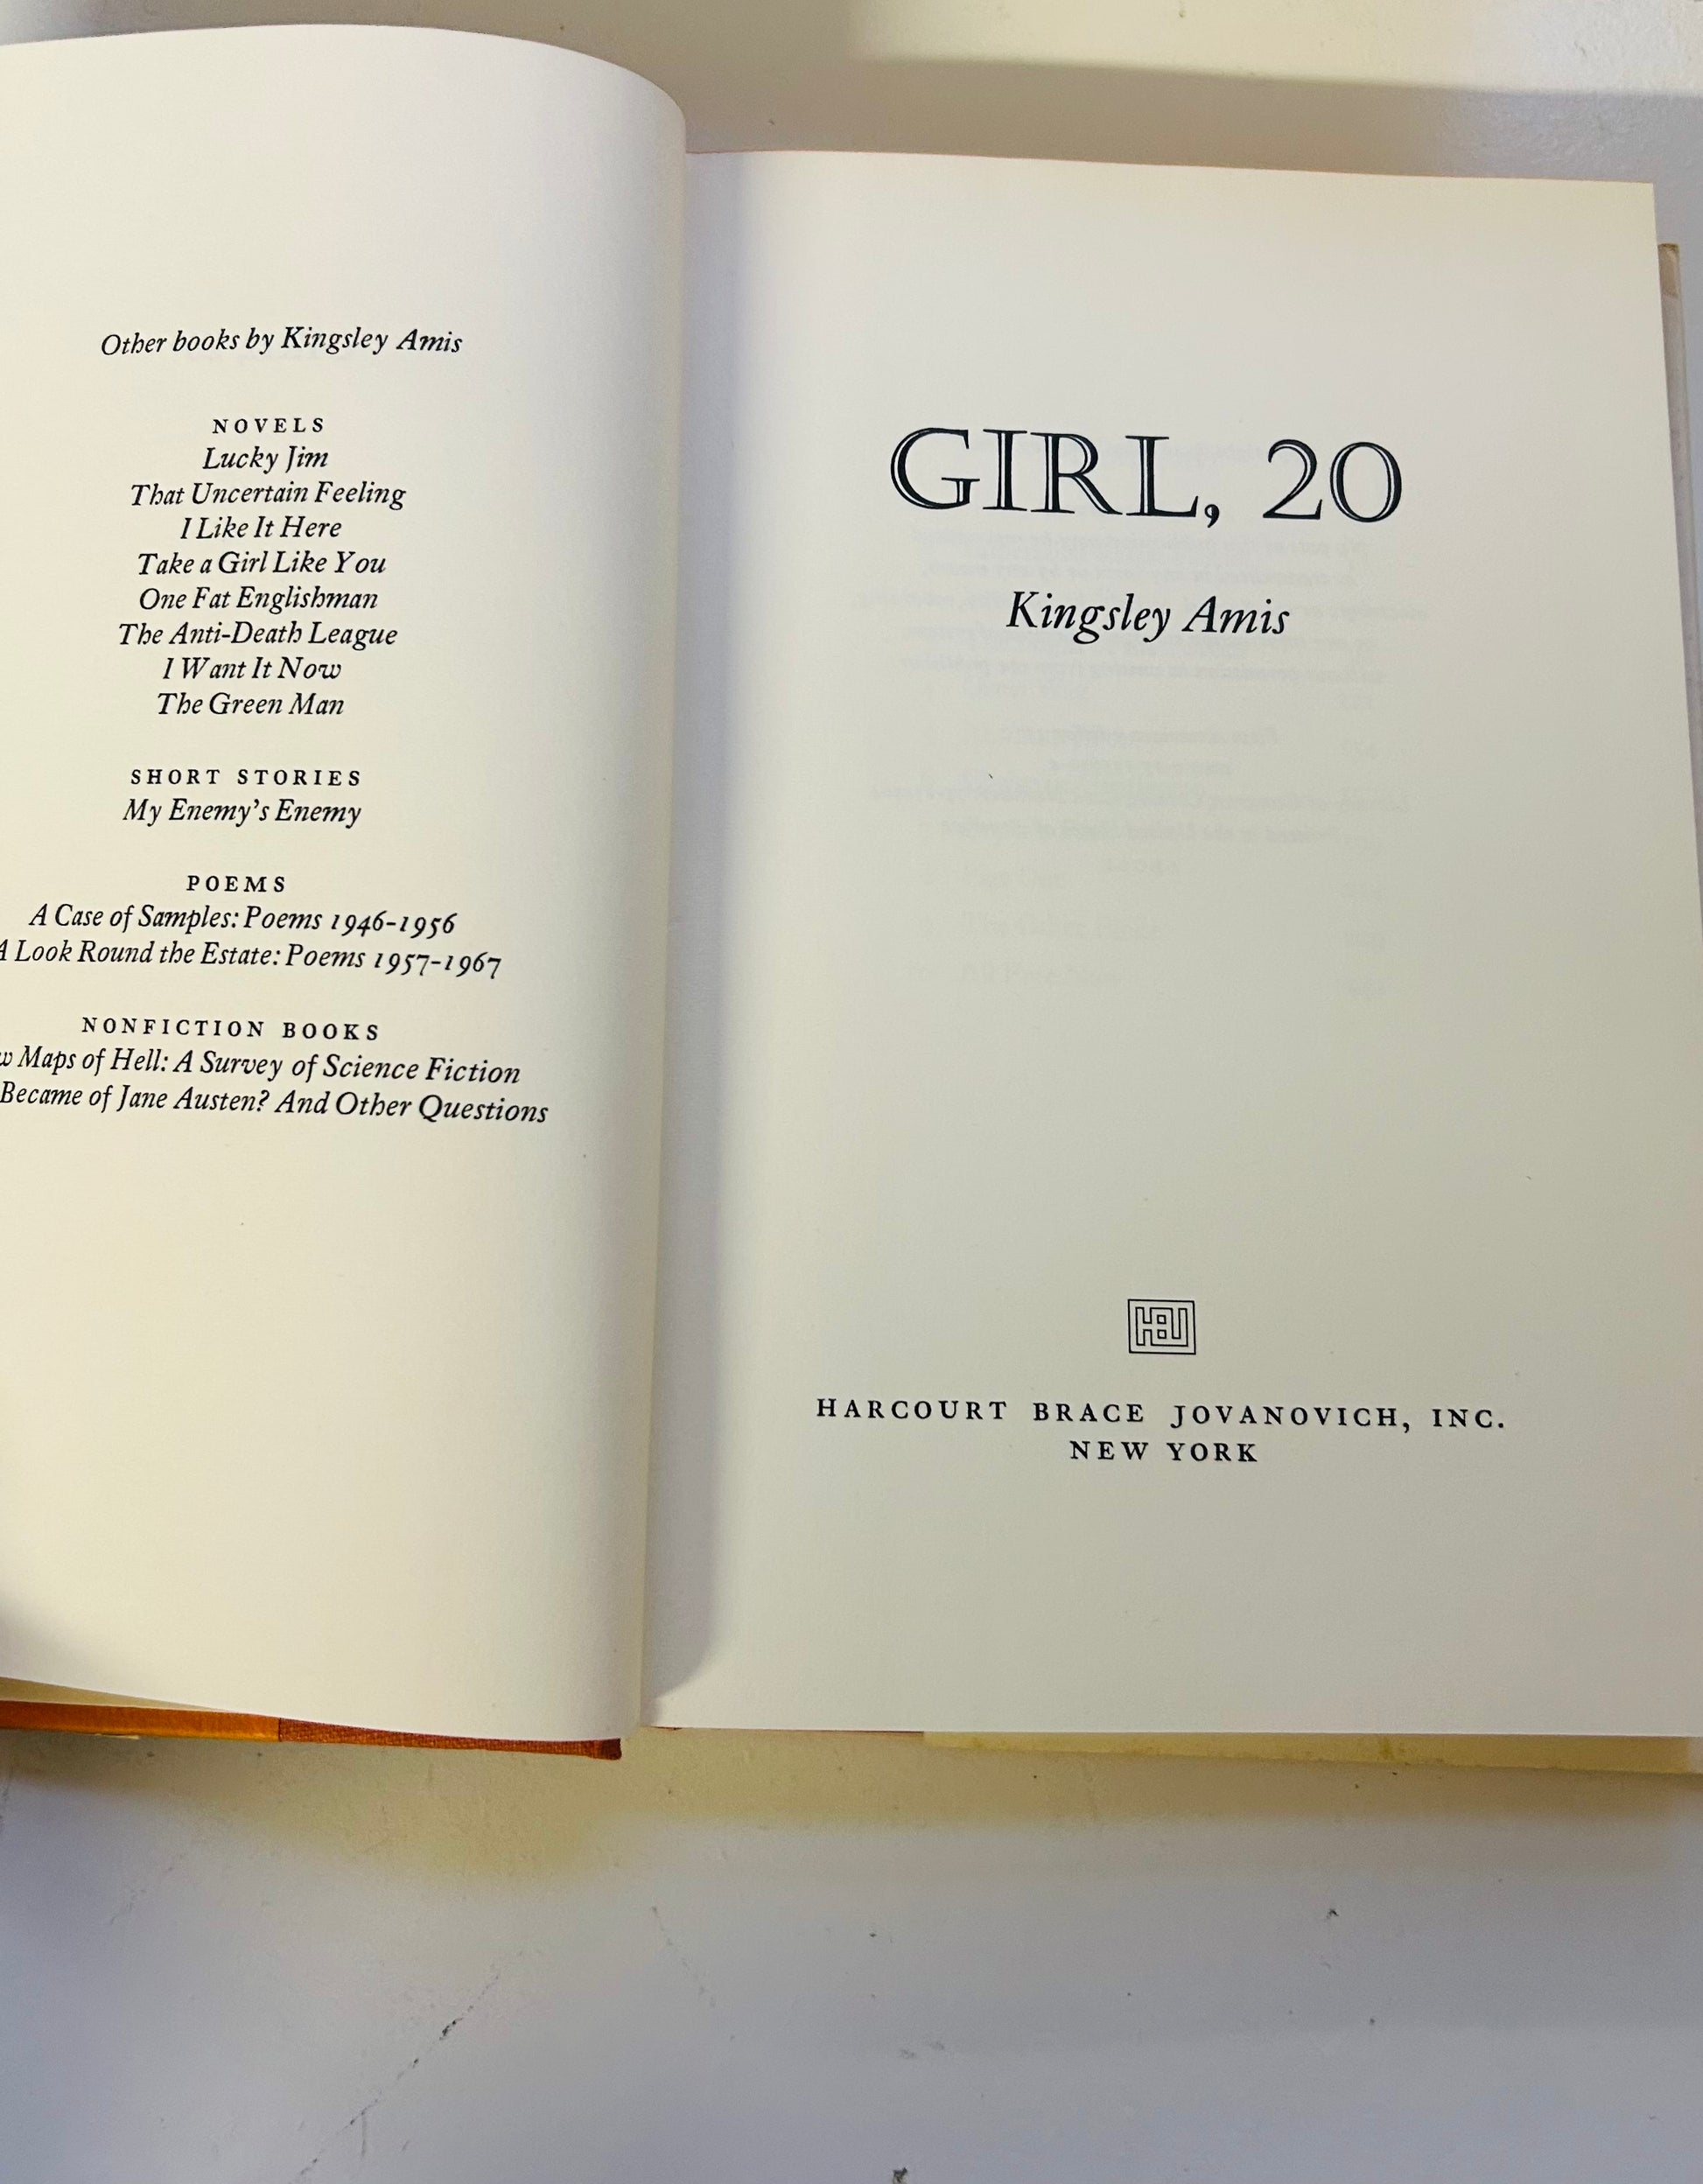 Other books by Kingsley Amis
NOVELS
Lucky Jim
That Uncertain Feeling
I Like It Here
Take a Girl Like You
One Fat Englishman
The Anti-Death League
I Want It Now
The Green Man
SHORT STORIES
My Enemy's Enemy
POEMS
A Case of Samples: Poems 1946-1956
A Look Round the Estate: Poems 1957-1967
NONFICTION BOOKS
w Maps of Hell: A Survey of Science Fiction
Became of Jane Austen? And Other Questions
GIRL, 20
Kingsley Amis
HBJ
HARCOURT BRACE JOVANOVICH, INC.
NEW YORK